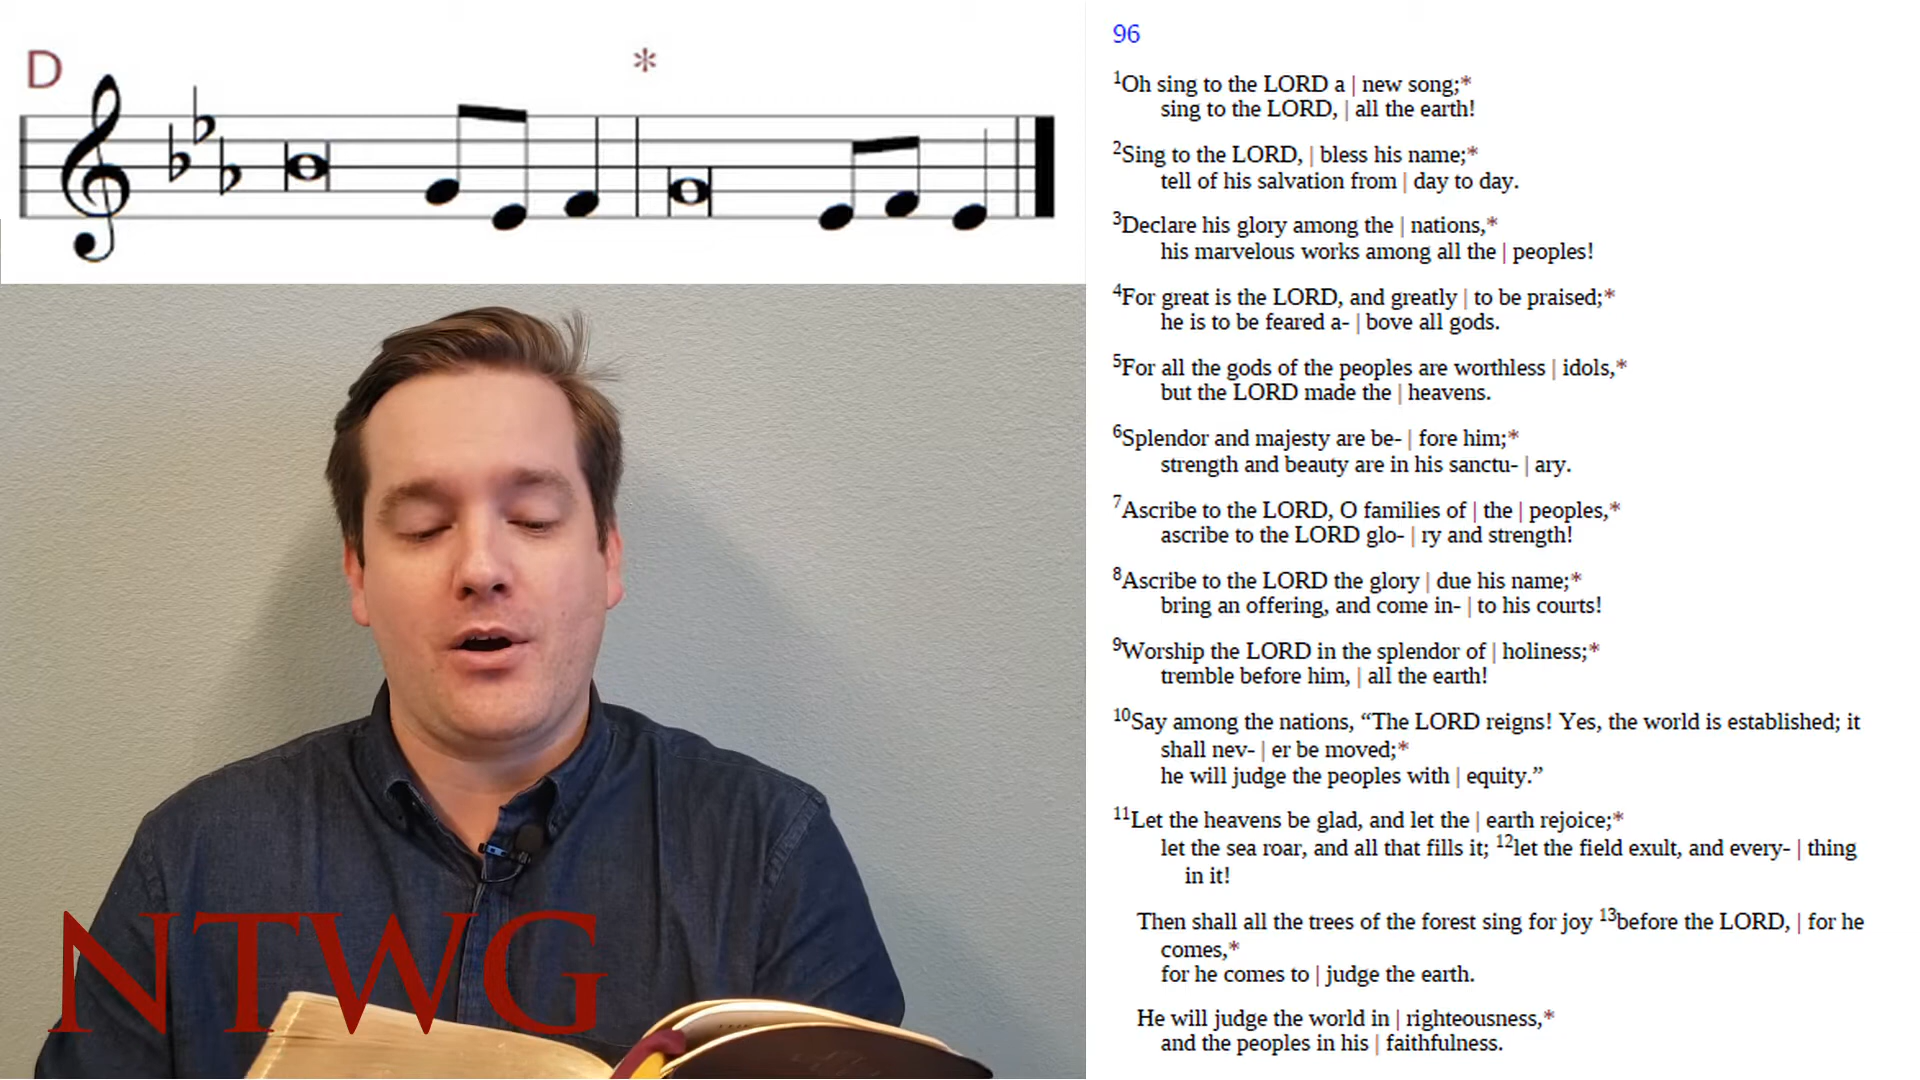 D *
NTWG
96
1Oh sing to the LORD a | new song;*
sing to the LORD, | all the earth!
2Sing to the LORD, | bless his name;*
tell of his salvation from | day to day.
3Declare his glory among the | nations,*
his marvelous works among all the | peoples!
4For great is the LORD, and greatly | to be praised;*
he is to be feared a- | bove all gods.
5For all the gods of the peoples are worthless | idols,*
but the LORD made the | heavens.
6Splendor and majesty are be- | fore him;*
strength and beauty are in his sanctu- | ary.
7Ascribe to the LORD, O families of | the | peoples,*
ascribe to the LORD glo- | ry and strength!
8Ascribe to the LORD the glory | due his name;*
bring an offering, and come in- | to his courts!
9Worship the LORD in the splendor of | holiness;*
tremble before him, | all the earth!
10Say among the nations, “The LORD reigns! Yes, the world is established; it
shall nev- | er be moved;*
he will judge the peoples with | equity.”
11Let the heavens be glad, and let the | earth rejoice;*
let the sea roar, and all that fills it; 12let the field exult, and every- | thing
in it!
Then shall all the trees of the forest sing for joy 13before the LORD, | for he
comes,*
for he comes to | judge the earth.
He will judge the world in | righteousness,*
and the peoples in his | faithfulness.